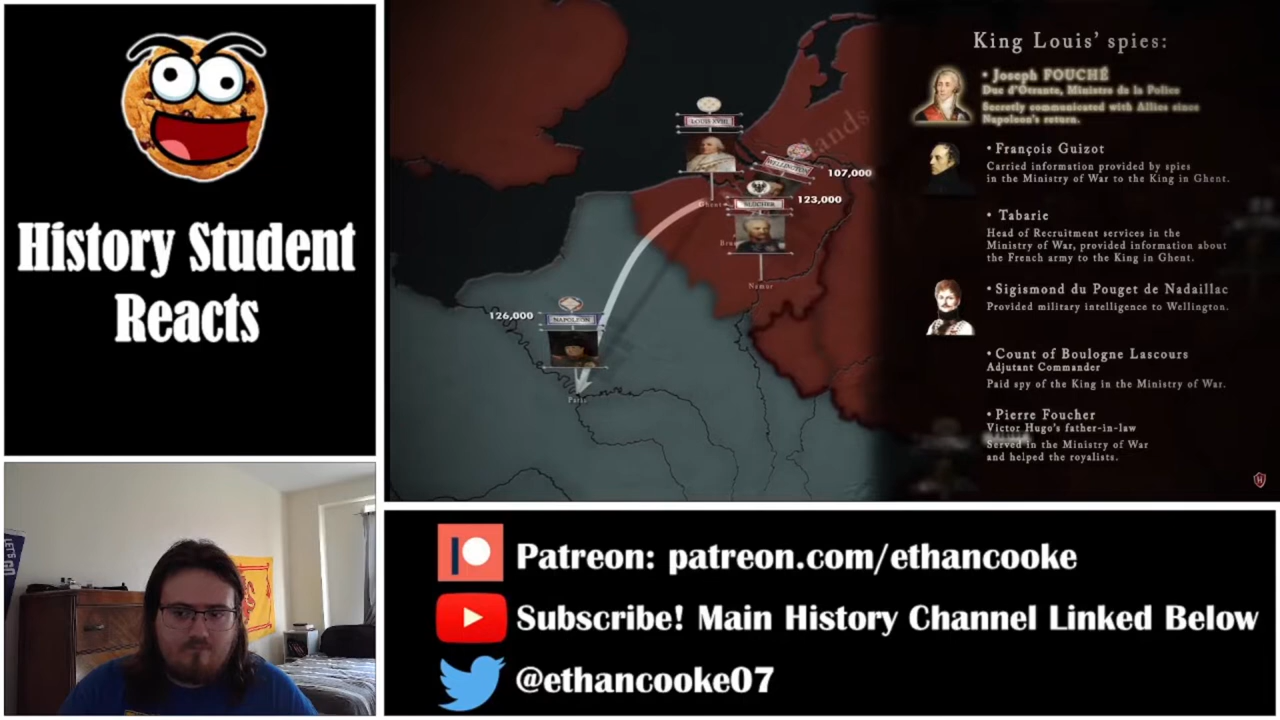 History Student
Reacts
LET'S
GO
King Louis' spies:
• Joseph FOUCHÉ
Duc d'Otrante, Ministre de la Police
Secretly communicated with Allies since
Napoleon's return.
• François Guizot
Carried information provided by spies
in the Ministry of War to the King in Ghent.
• Tabarie
Head of Recruitment services in the
Ministry of War, provided information about
the French army to the King in Ghent.
• Sigismond du Pouget de Nadaillac
Provided military intelligence to Wellington.
• Count of Boulogne Lascours
Adjutant Commander
Paid spy of the King in the Ministry of War.
• Pierre Foucher
Victor Hugo's father-in-law
Served in the Ministry of War
and helped the royalists.
LOUIS XVIII
lands
WELLINGTON
107,000
123,000
BLÜCHER
Ghent
Namur
126,000
NAPOLEON
Paris
H
Patreon: patreon.com/ethancooke
Subscribe! Main History Channel Linked Below
@ethancooke07